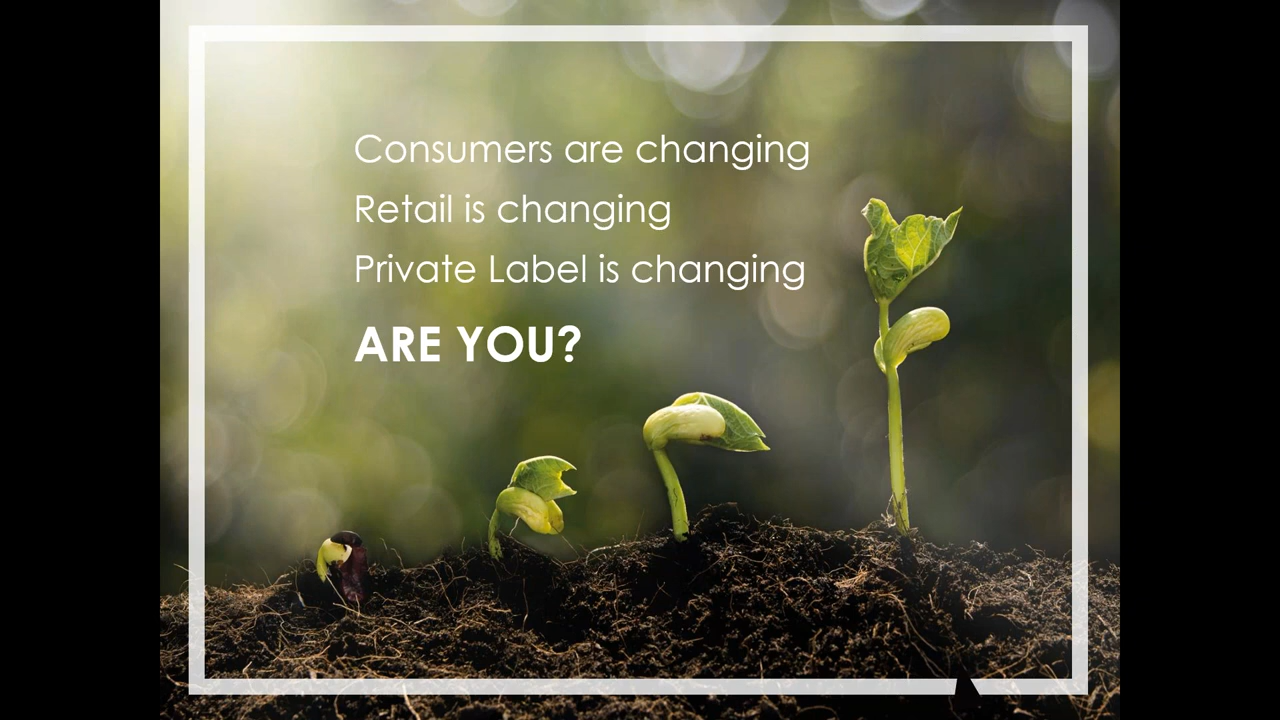 Consumers are changing
Retail is changing
Private Label is changing
ARE YOU?